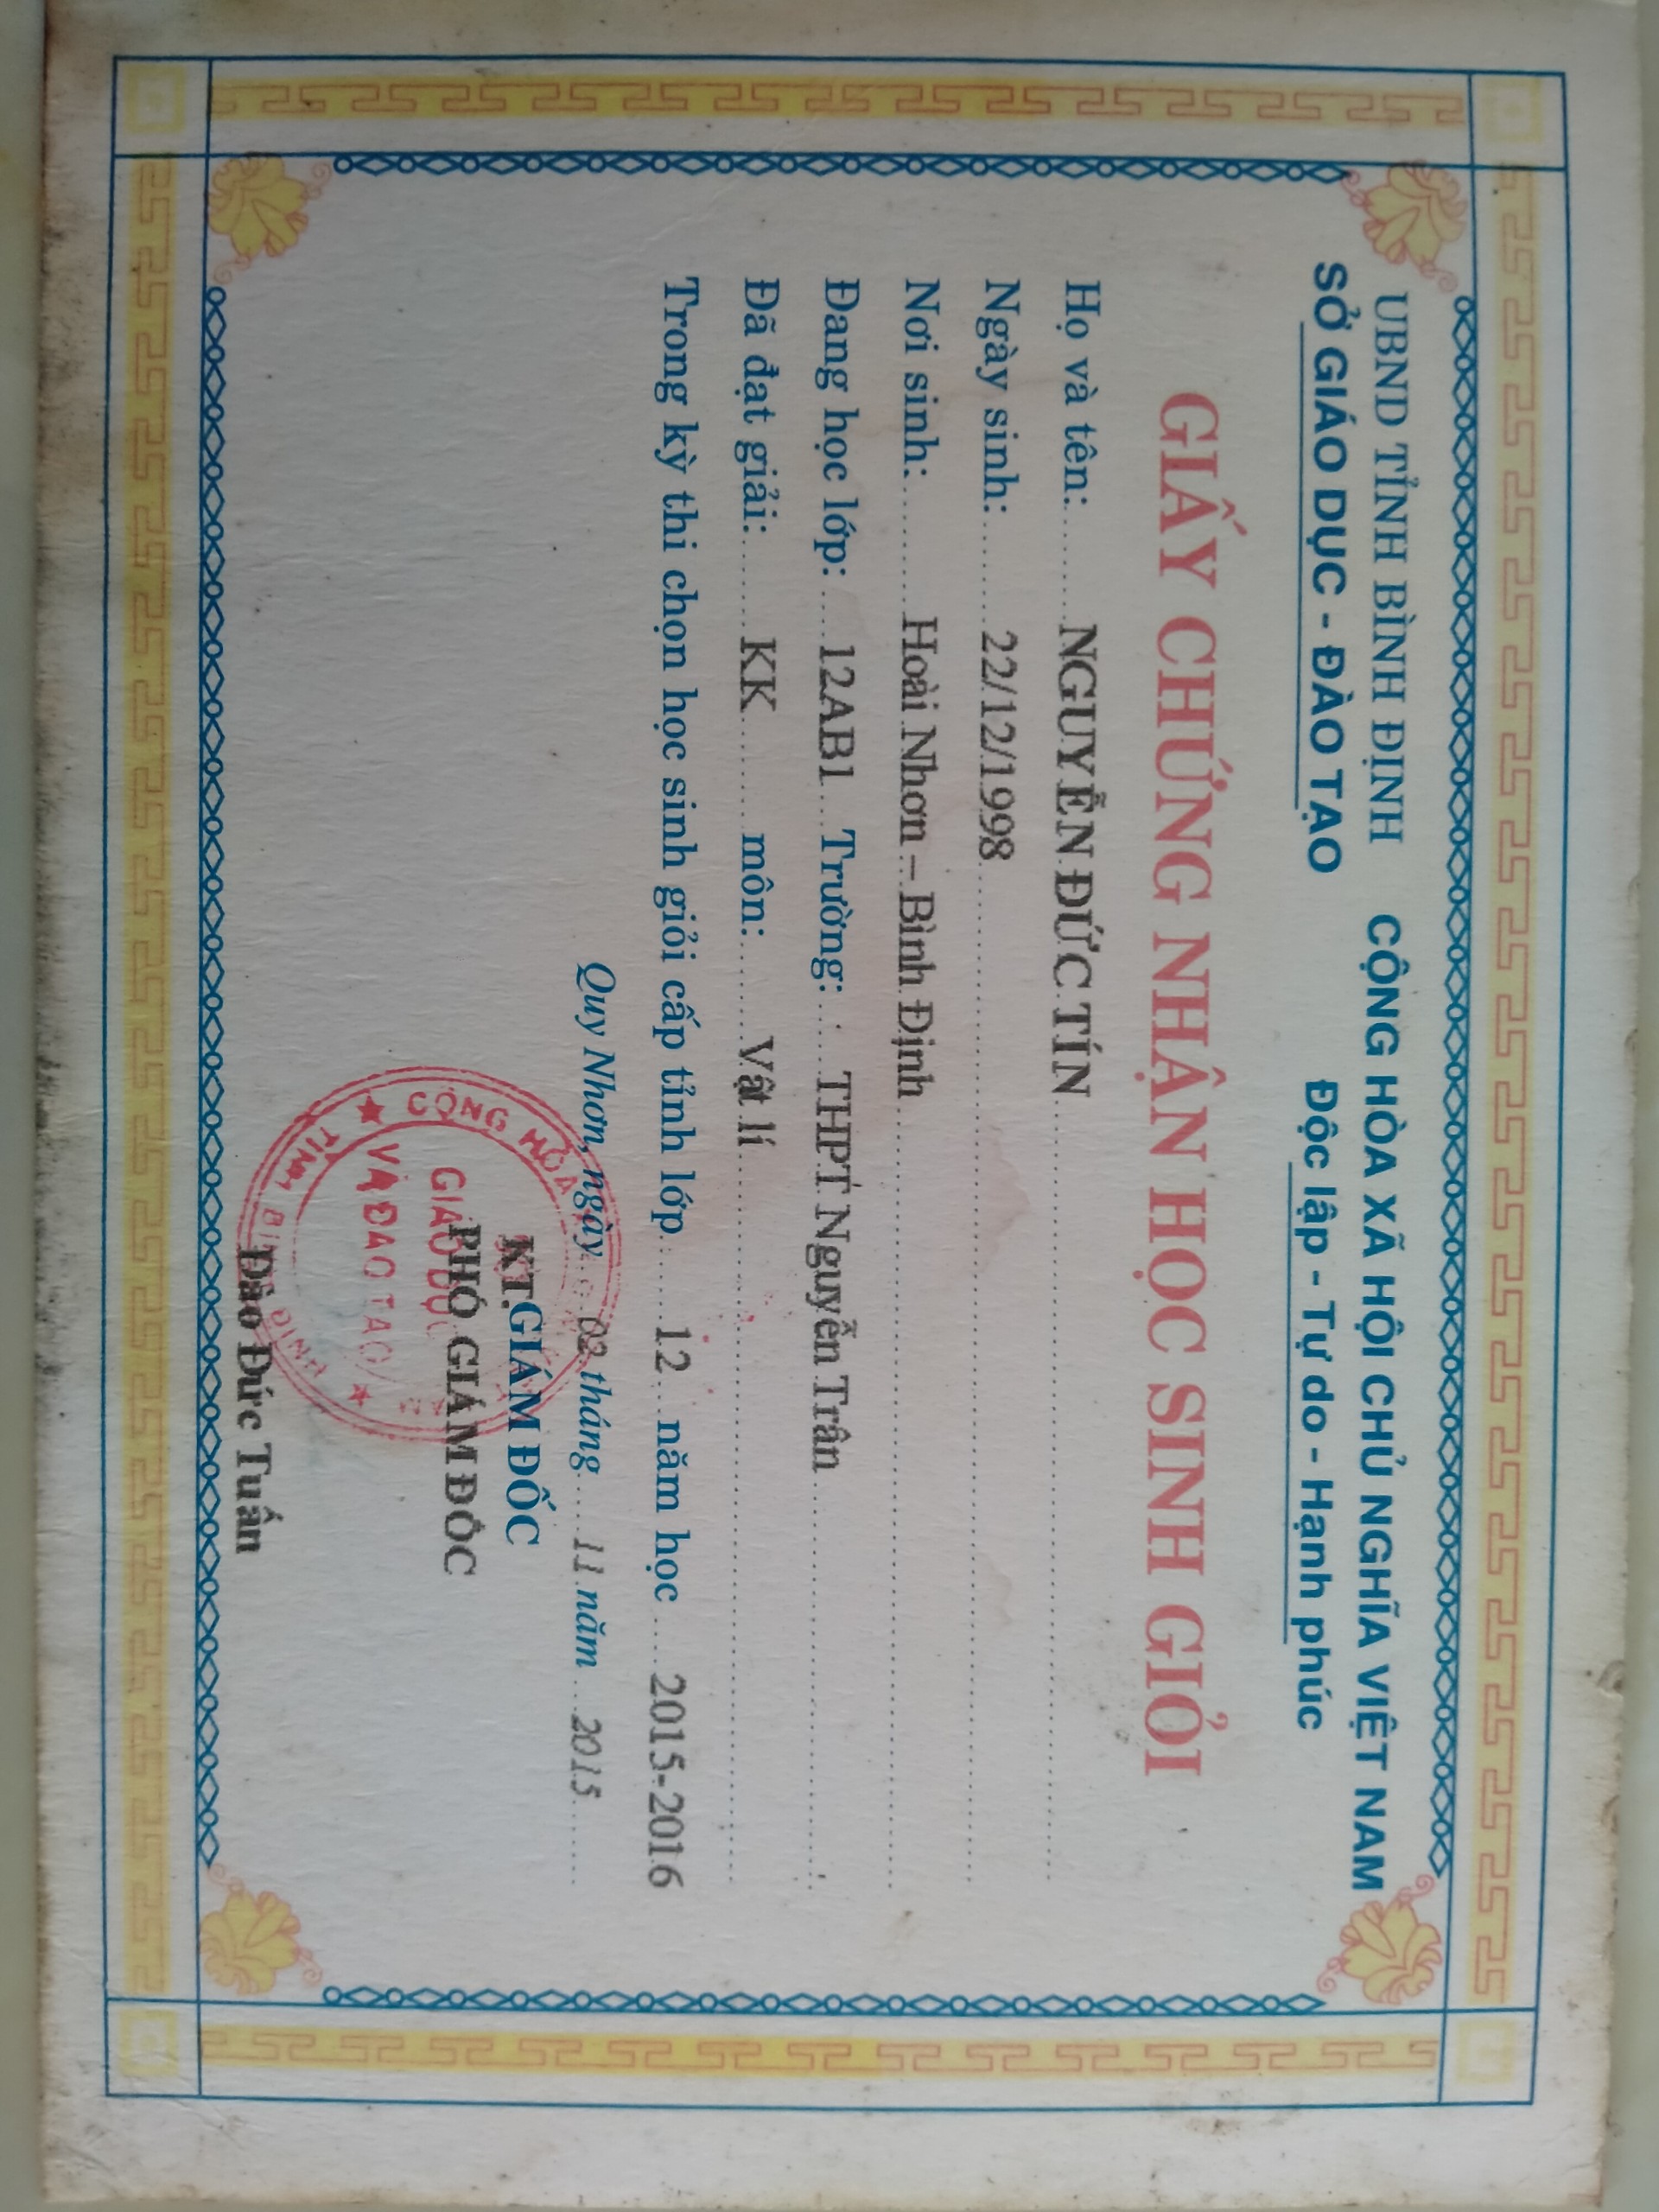 UBND TỈNH BÌNH ĐỊNH
SỞ GIÁO DỤC - ĐÀO TẠO
CỘNG HÒA XÃ HỘI CHỦ NGHĨA VIỆT NAM
Độc lập - Tự do - Hạnh phúc
GIẤY CHỨNG NHẬN HỌC SINH GIỎI
Họ và tên: NGUYỄN ĐỨC TÍN
Ngày sinh: 22/12/1998
Nơi sinh: Hoài Nhơn – Bình Định
Đang học lớp: 12AB1 Trường: THPT Nguyễn Trân
Đã đạt giải: KK môn: Vật lí
Trong kỳ thi chọn học sinh giỏi cấp tỉnh lớp 12 năm học 2015-2016
Quy Nhơn, ngày 02 tháng 11 năm 2015
KT.GIÁM ĐỐC
PHÓ GIÁM ĐỐC
CỘNG HÒA
GIÁO DỤC
VÀ ĐÀO TẠO
TỈNH BÌNH ĐỊNH
Đào Đức Tuấn